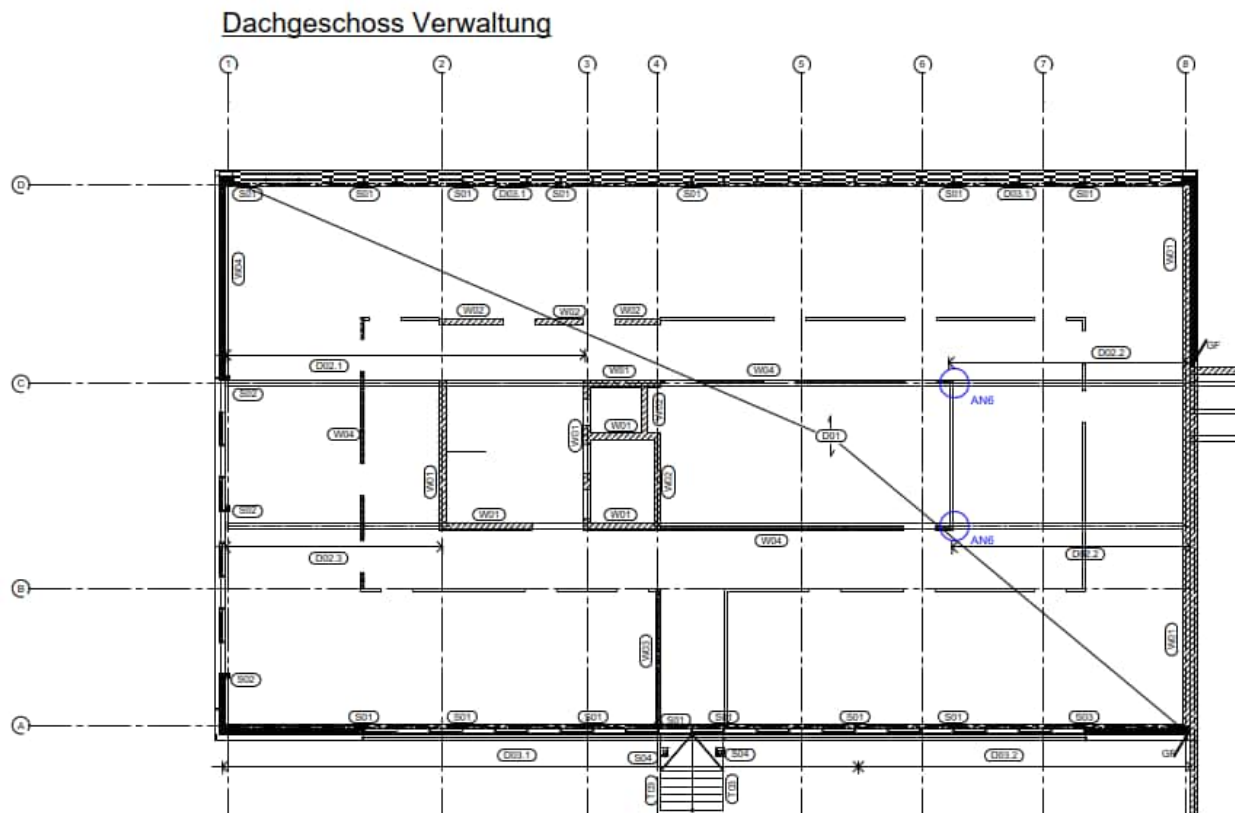 Dachgeschoss Verwaltung
1 2 3 4 5 6 7 8
D
S01 S01 S01 D03.1 S01 S01 S01 D03.1 S01
W04
W01
W02 W02 W02
GF
D02.1
D02.2
W01 W04
C
S02
W02
AN6
W04
W01
W01
D01
W01
W02
S02
W01
W01
W04
AN6
D02.3
D02.2
B
W03
W01
S02
A
S01 S01 S01 S01 S01 S01 S01 S03
D03.1
S04
S04
D03.2
GF
T03
T03